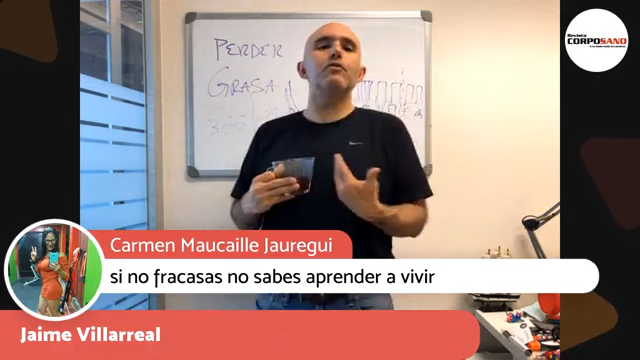 Revista
CORPOSANO
PERDER
GRASA
Carmen Maucaille Jauregui
si no fracasas no sabes aprender a vivir
Jaime Villarreal